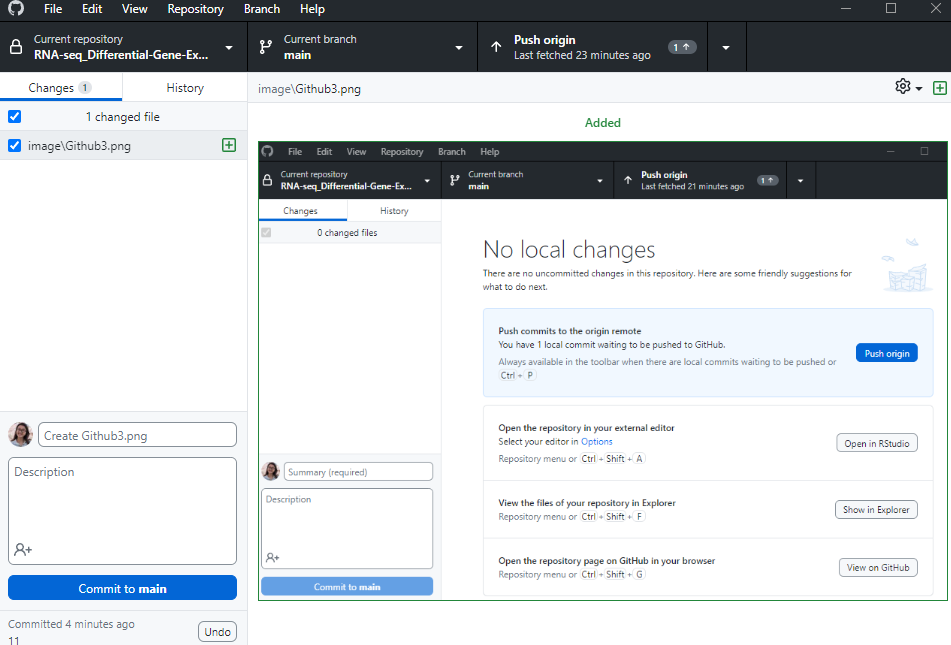 File Edit View Repository Branch Help
Current repository
RNA-seq_Differential-Gene-Ex...
Current branch
main
Push origin
Last fetched 23 minutes ago
1
Changes 1
History
1 changed file
image\Github3.png
image\Github3.png
Added
File Edit View Repository Branch Help
Current repository
RNA-seq_Differential-Gene-Ex...
Current branch
main
Push origin
Last fetched 21 minutes ago
1
Changes
History
0 changed files
No local changes
There are no uncommitted changes in this repository. Here are some friendly suggestions for
what to do next.
Push commits to the origin remote
You have 1 local commit waiting to be pushed to GitHub.
Always available in the toolbar when there are local commits waiting to be pushed or
Ctrl + P
Push origin
Open the repository in your external editor
Select your editor in Options
Repository menu or Ctrl + Shift + A
Open in RStudio
View the files of your repository in Explorer
Repository menu or Ctrl + Shift + F
Show in Explorer
Open the repository page on GitHub in your browser
Repository menu or Ctrl + Shift + G
View on GitHub
Summary (required)
Description
Commit to main
Create Github3.png
Description
Commit to main
Committed 4 minutes ago
11
Undo